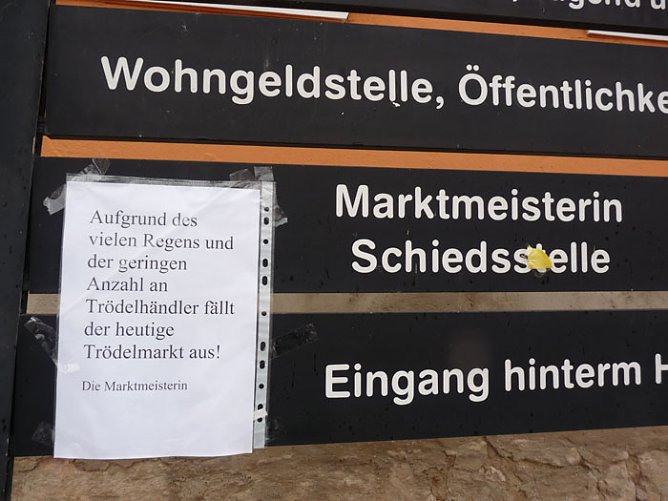 Wohngeldstelle, Öffentlichke
Marktmeisterin
Schiedsstelle
Eingang hinterm H
Aufgrund des
vielen Regens und
der geringen
Anzahl an
Trödelhändler fällt
der heutige
Trödelmarkt aus!
Die Marktmeisterin